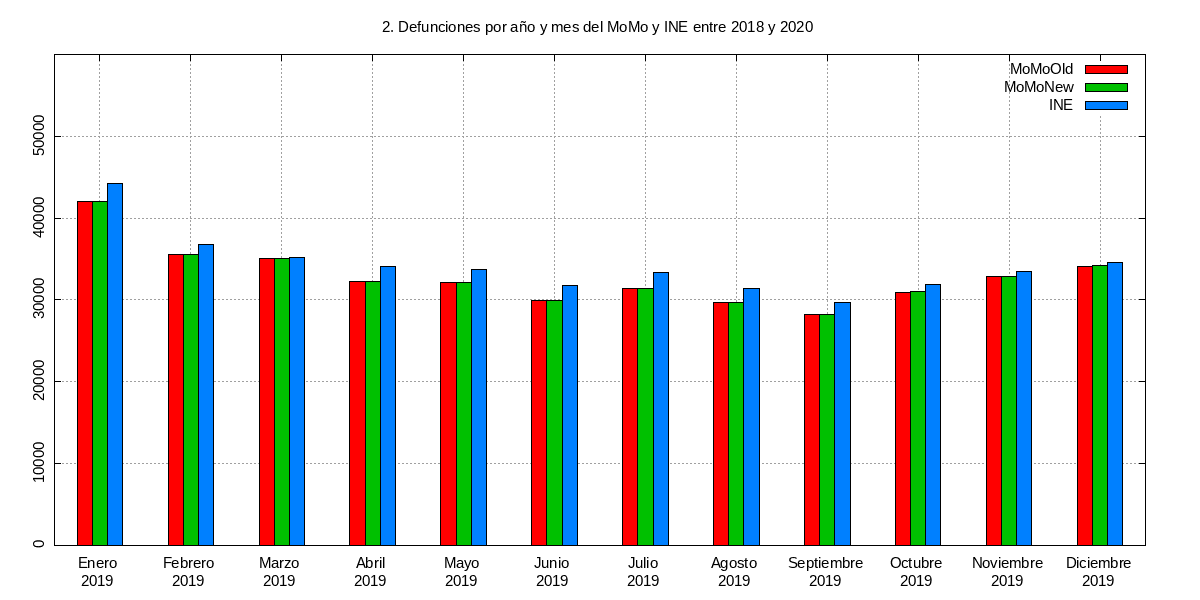 2. Defunciones por año y mes del MoMo y INE entre 2018 y 2020
MoMoOld
MoMoNew
INE
50000
40000
30000
20000
10000
0
Enero Febrero Marzo Abril Mayo Junio Julio Agosto Septiembre Octubre Noviembre Diciembre
2019 2019 2019 2019 2019 2019 2019 2019 2019 2019 2019 2019